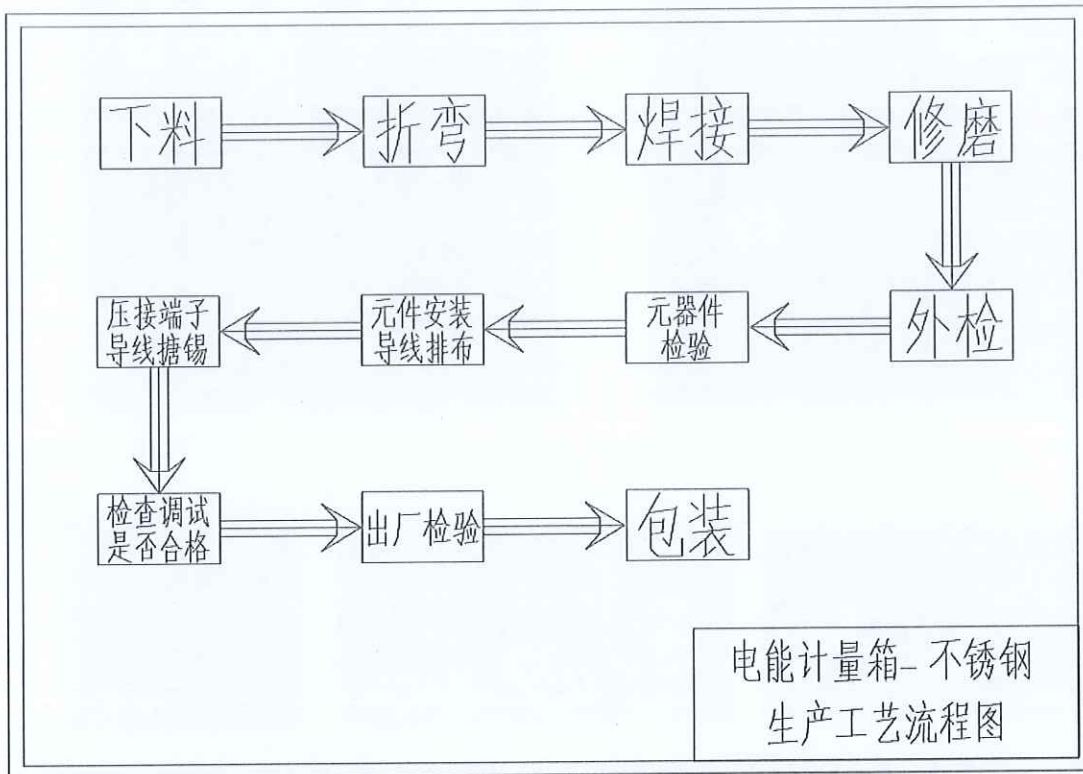 下料
折弯
焊接
修磨
外检
元器件
检验
元件安装
导线排布
压接端子
导线搪锡
检查调试
是否合格
出厂检验
包装
电能计量箱-不锈钢
生产工艺流程图